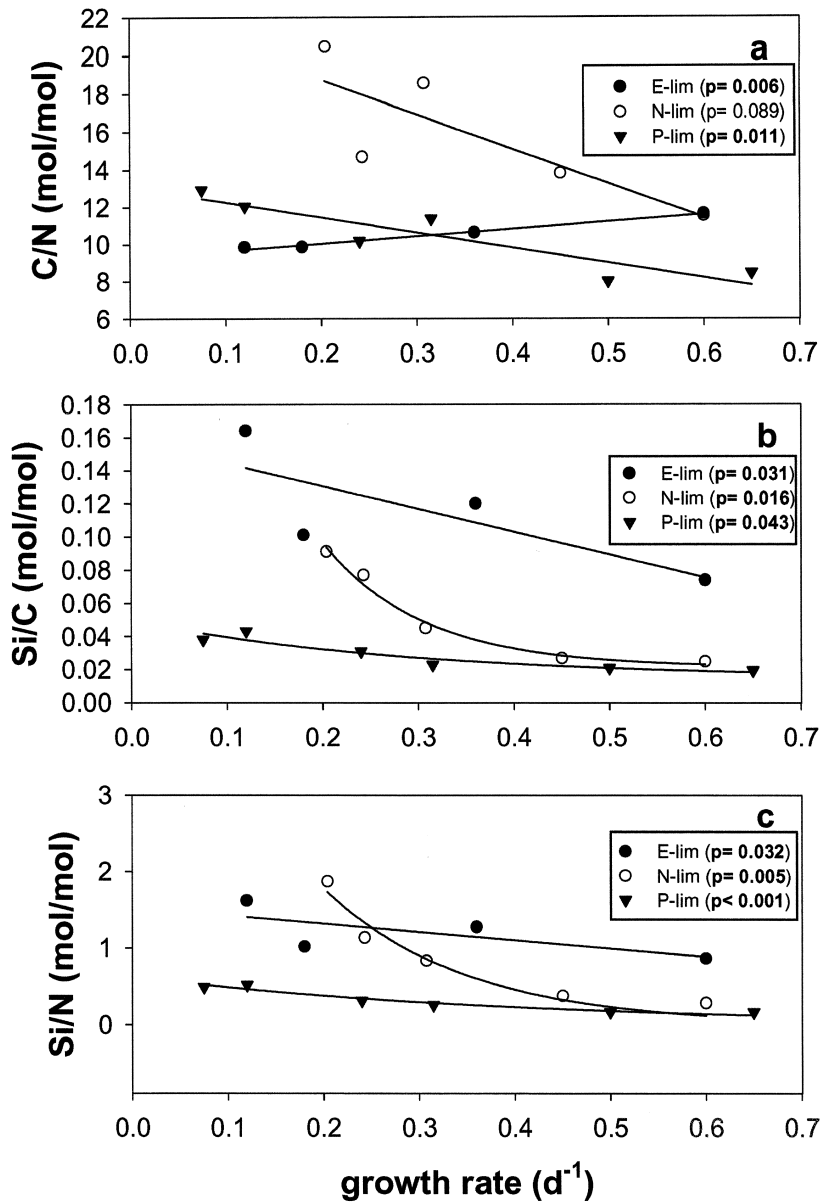 22
20
18
16
14
12
10
8
6
C/N (mol/mol)
a
E-lim (p= 0.006)
N-lim (p= 0.089)
P-lim (p= 0.011)
0.0 0.1 0.2 0.3 0.4 0.5 0.6 0.7
0.18
0.16
0.14
0.12
0.10
0.08
0.06
0.04
0.02
0.00
Si/C (mol/mol)
b
E-lim (p= 0.031)
N-lim (p= 0.016)
P-lim (p= 0.043)
0.0 0.1 0.2 0.3 0.4 0.5 0.6 0.7
3
2
1
0
Si/N (mol/mol)
c
E-lim (p= 0.032)
N-lim (p= 0.005)
P-lim (p< 0.001)
0.0 0.1 0.2 0.3 0.4 0.5 0.6 0.7
growth rate (d⁻¹)